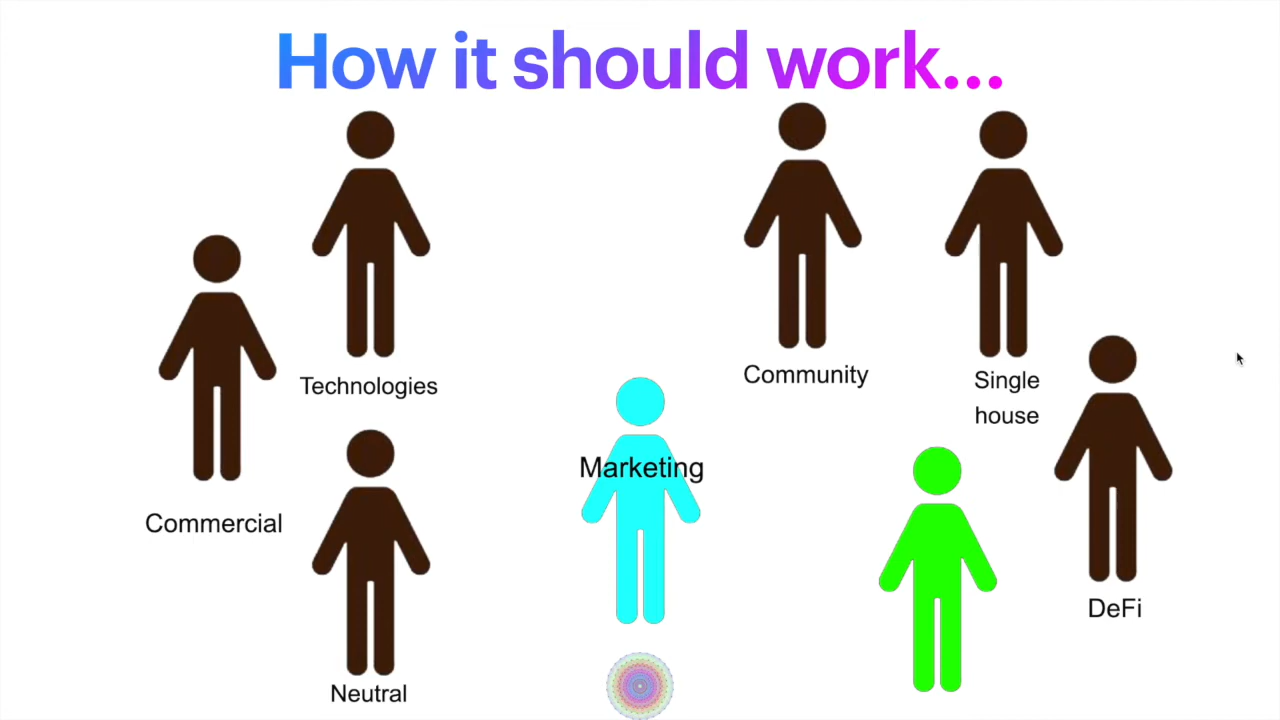 How it should work...
Technologies
Community
Single
house
Marketing
Commercial
DeFi
Neutral